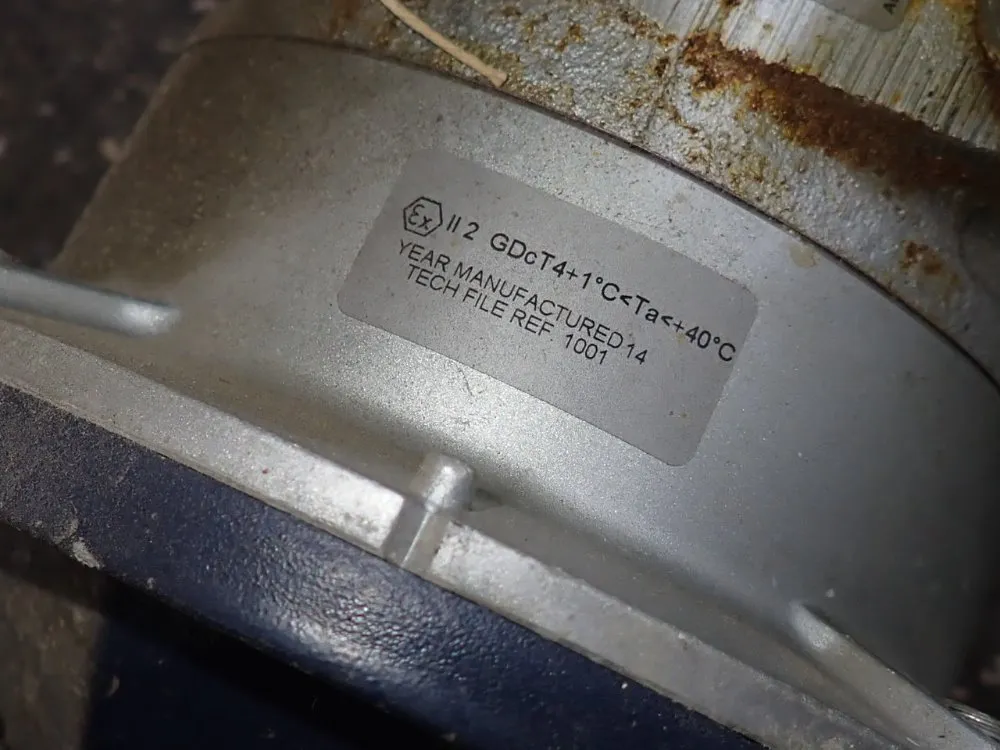 Ex II 2 GDcT4+1°C<Ta<+40°C
YEAR MANUFACTURED 14
TECH FILE REF. 1001